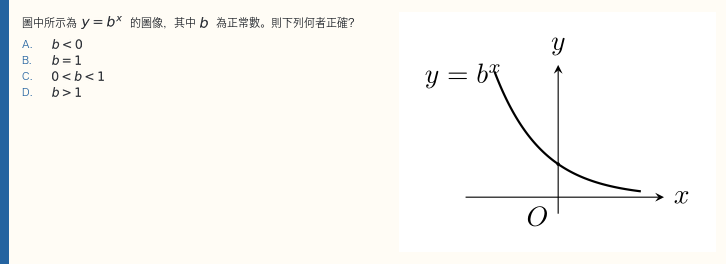 圖中所示為 y = b^x 的圖像，其中 b 為正常數。則下列何者正確?
A. b < 0
B. b = 1
C. 0 < b < 1
D. b > 1
y
y = b^x
x
O